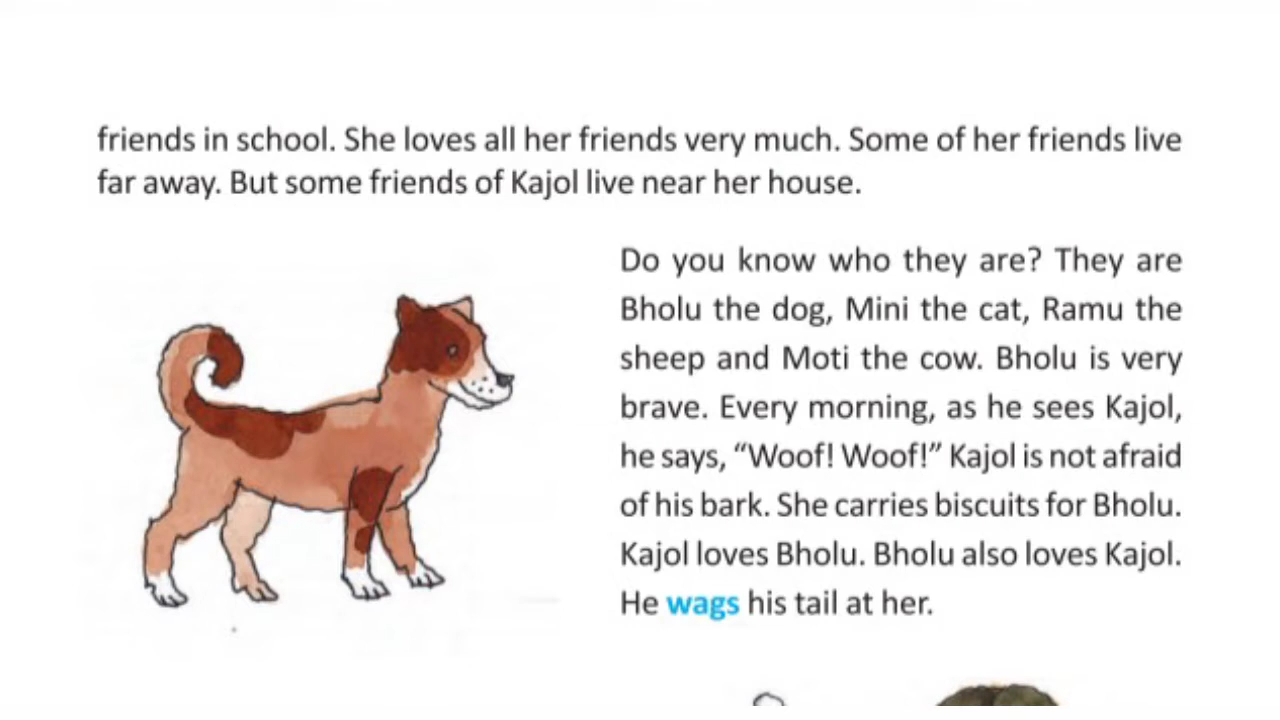 friends in school. She loves all her friends very much. Some of her friends live
far away. But some friends of Kajol live near her house.
Do you know who they are? They are
Bholu the dog, Mini the cat, Ramu the
sheep and Moti the cow. Bholu is very
brave. Every morning, as he sees Kajol,
he says, “Woof! Woof!” Kajol is not afraid
of his bark. She carries biscuits for Bholu.
Kajol loves Bholu. Bholu also loves Kajol.
He wags his tail at her.